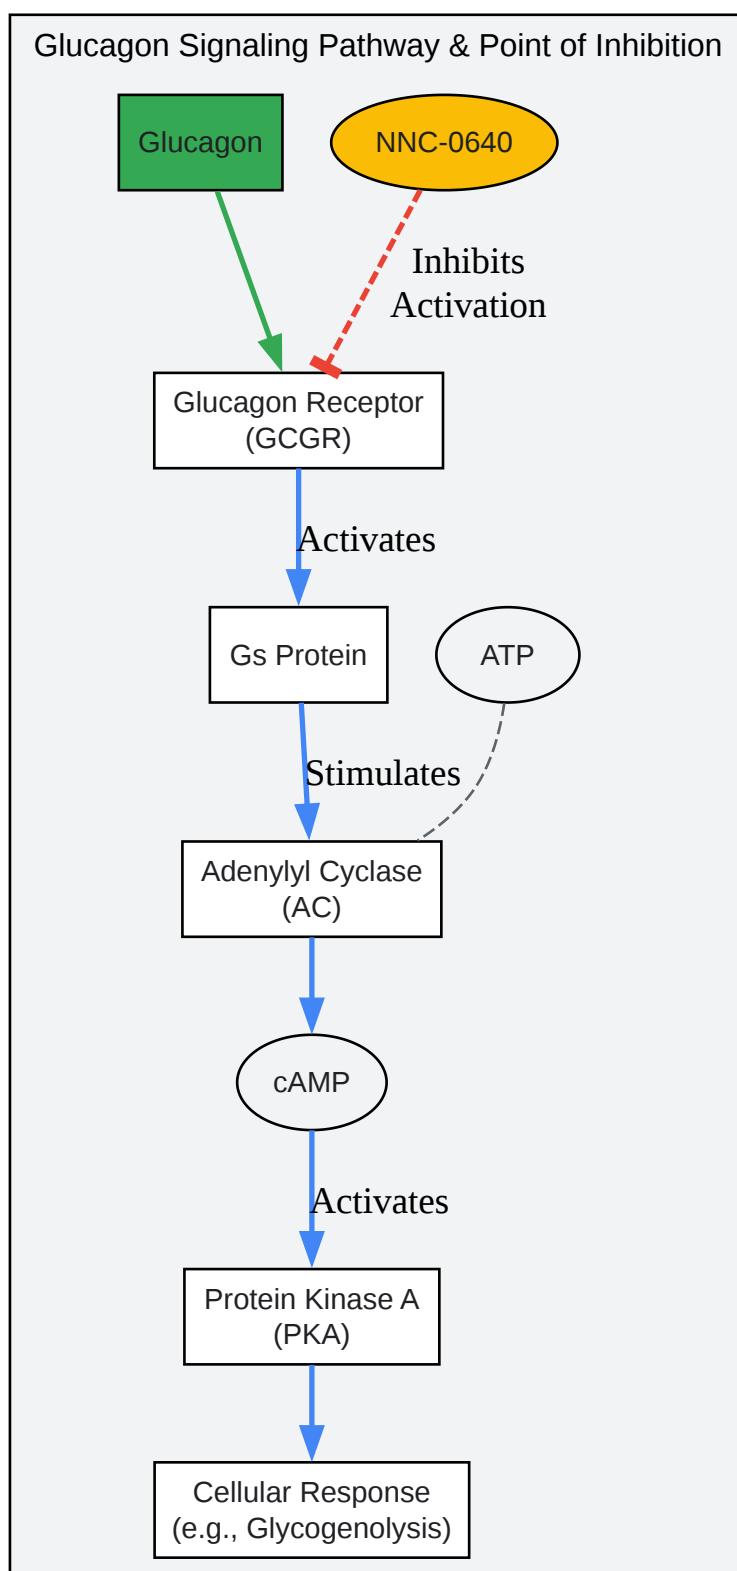 Glucagon Signaling Pathway & Point of Inhibition
Glucagon
NNC-0640
Inhibits
Activation
Glucagon Receptor
(GCGR)
Activates
Gs Protein
ATP
Stimulates
Adenylyl Cyclase
(AC)
cAMP
Activates
Protein Kinase A
(PKA)
Cellular Response
(e.g., Glycogenolysis)